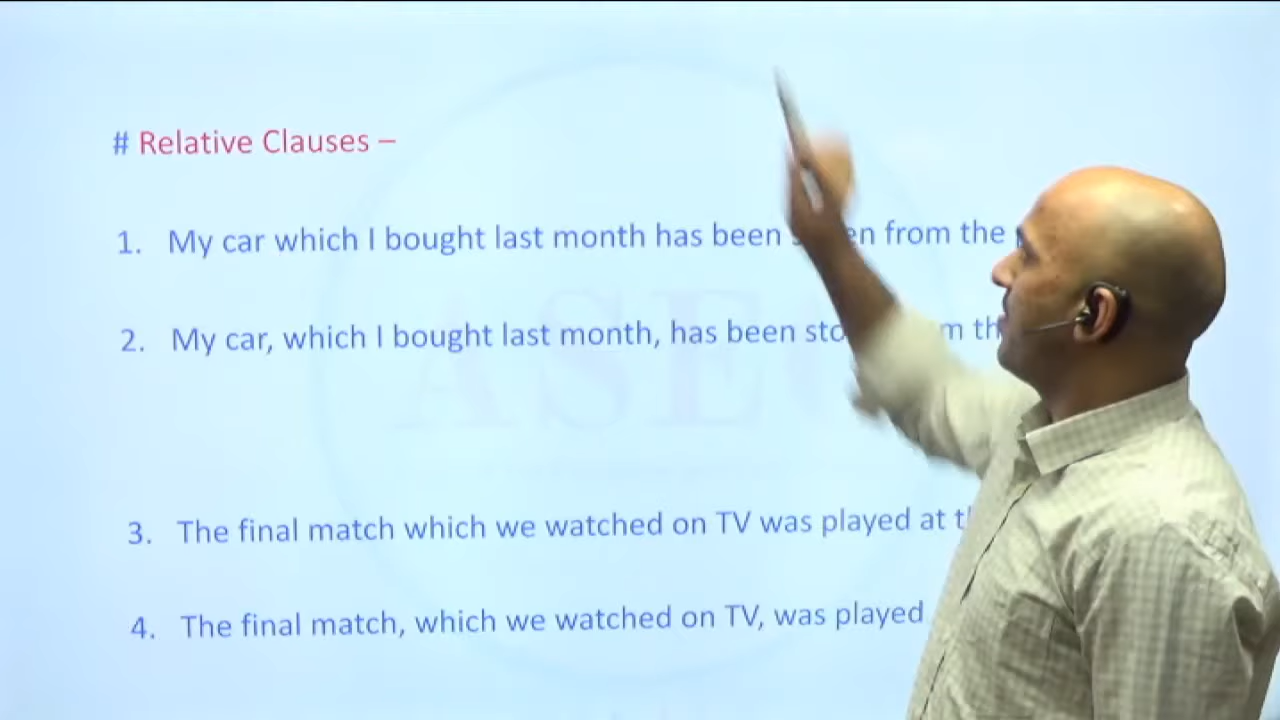 # Relative Clauses –
1. My car which I bought last month has been from the
2. My car, which I bought last month, has been
3. The final match which we watched on TV was played at
4. The final match, which we watched on TV, was played
ASEC